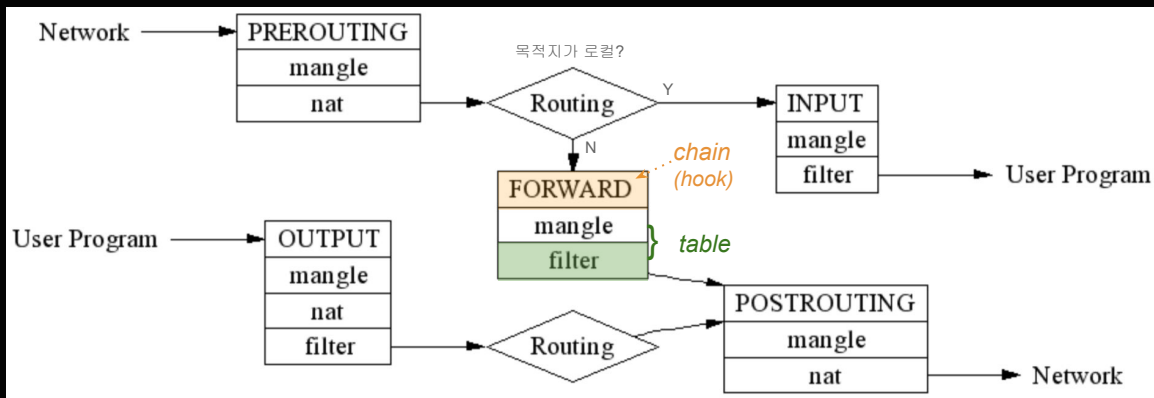 Network
PREROUTING
mangle
nat
목적지가 로컬?
Routing
Y
N
INPUT
mangle
filter
User Program
chain
(hook)
FORWARD
mangle
filter
table
User Program
OUTPUT
mangle
nat
filter
Routing
POSTROUTING
mangle
nat
Network